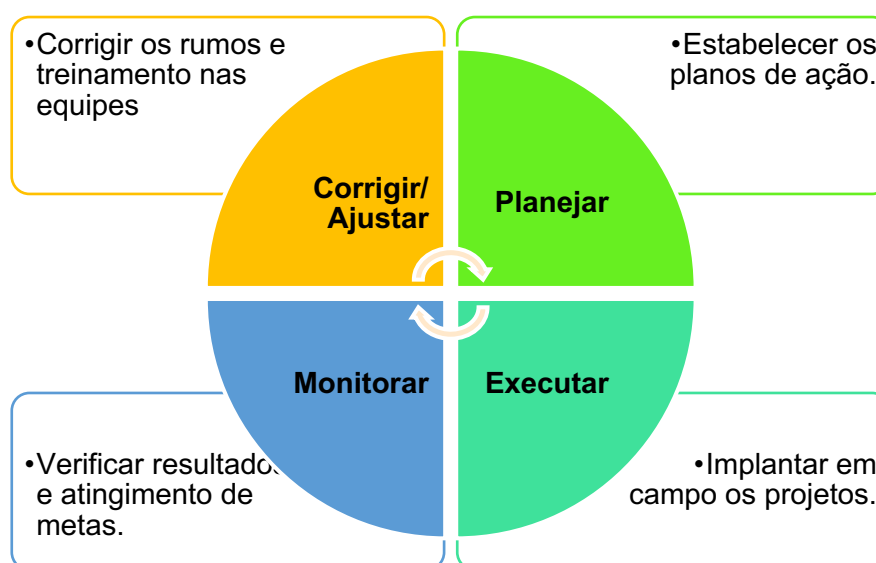 •Corrigir os rumos e
treinamento nas
equipes
•Estabelecer os
planos de ação.
Corrigir/
Ajustar
Planejar
Monitorar
Executar
•Verificar resultados
e atingimento de
metas.
•Implantar em
campo os projetos.